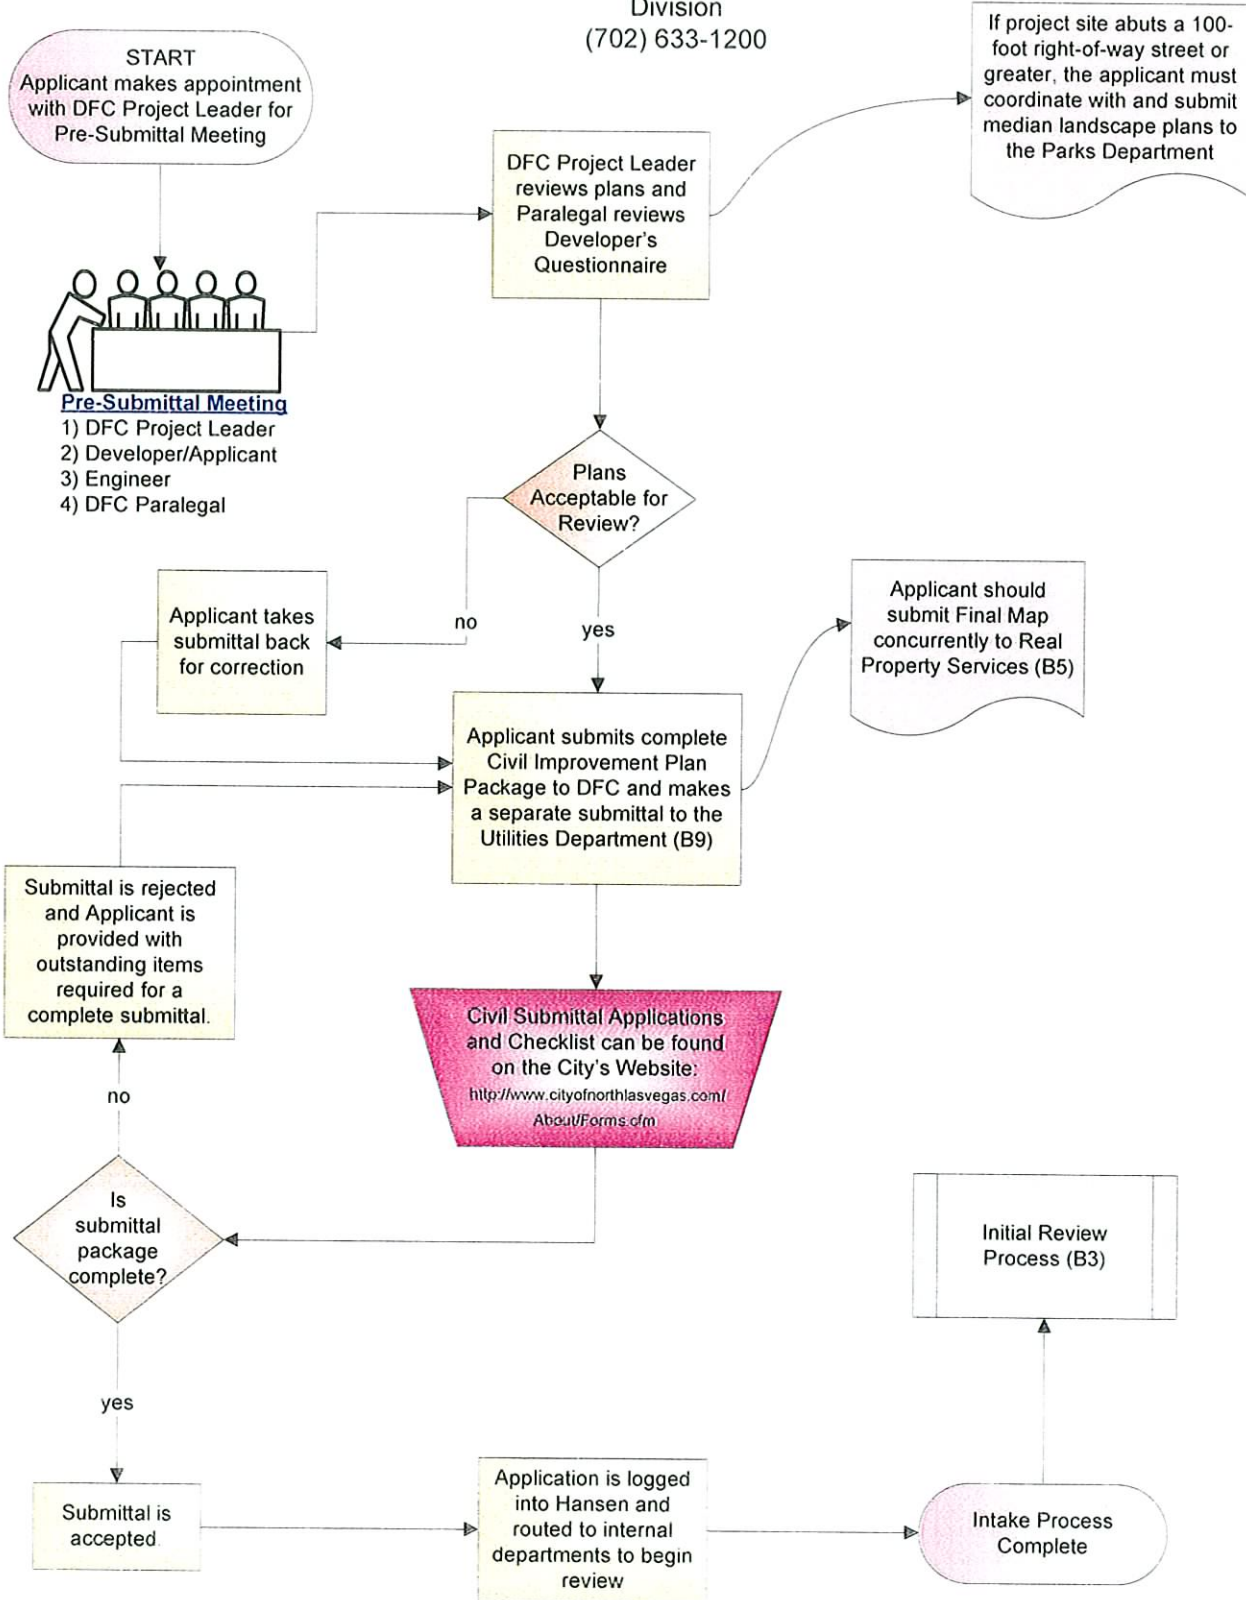 Division
(702) 633-1200
START
Applicant makes appointment
with DFC Project Leader for
Pre-Submittal Meeting
If project site abuts a 100-
foot right-of-way street or
greater, the applicant must
coordinate with and submit
median landscape plans to
the Parks Department
DFC Project Leader
reviews plans and
Paralegal reviews
Developer's
Questionnaire
Pre-Submittal Meeting
1) DFC Project Leader
2) Developer/Applicant
3) Engineer
4) DFC Paralegal
Plans
Acceptable for
Review?
no
yes
Applicant takes
submittal back
for correction
Applicant should
submit Final Map
concurrently to Real
Property Services (B5)
Applicant submits complete
Civil Improvement Plan
Package to DFC and makes
a separate submittal to the
Utilities Department (B9)
Submittal is rejected
and Applicant is
provided with
outstanding items
required for a
complete submittal.
Civil Submittal Applications
and Checklist can be found
on the City's Website:
http://www.cityofnorthlasvegas.com/
About/Forms.cfm
no
Is
submittal
package
complete?
yes
Initial Review
Process (B3)
Submittal is
accepted.
Application is logged
into Hansen and
routed to internal
departments to begin
review
Intake Process
Complete